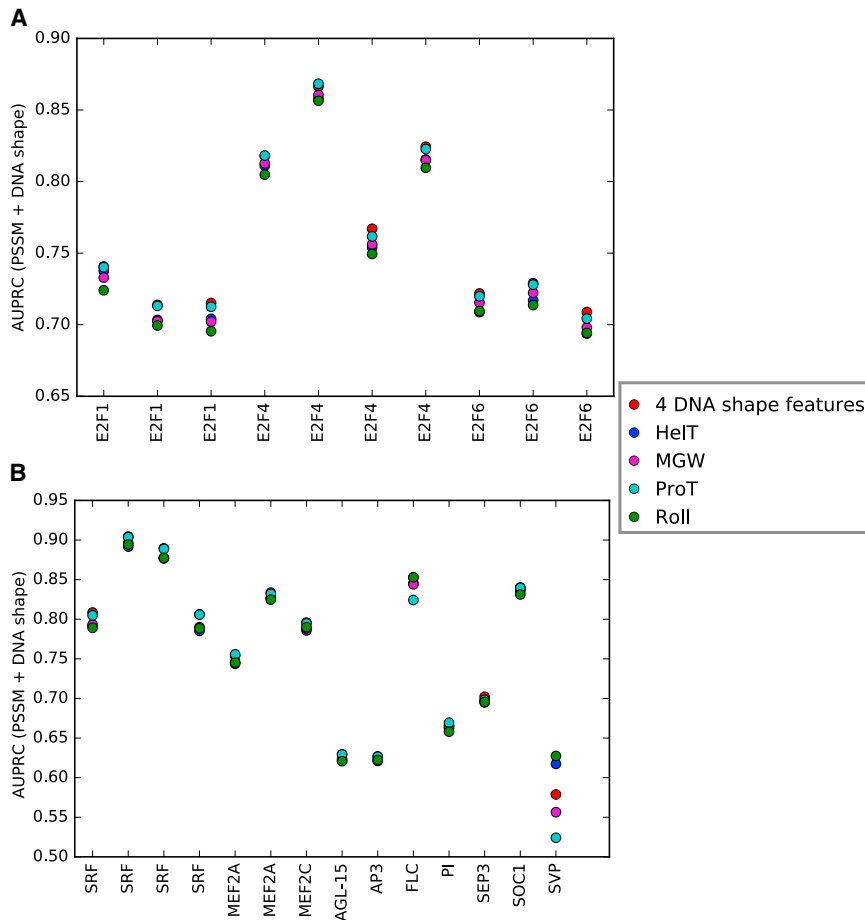 A
AUPRC (PSSM + DNA shape)
0.90
0.85
0.80
0.75
0.70
0.65
E2F1
E2F1
E2F1
E2F4
E2F4
E2F4
E2F4
E2F6
E2F6
E2F6
4 DNA shape features
HelT
MGW
ProT
Roll
B
AUPRC (PSSM + DNA shape)
0.95
0.90
0.85
0.80
0.75
0.70
0.65
0.60
0.55
0.50
SRF
SRF
SRF
SRF
MEF2A
MEF2A
MEF2C
AGL-15
AP3
FLC
PI
SEP3
SOC1
SVP